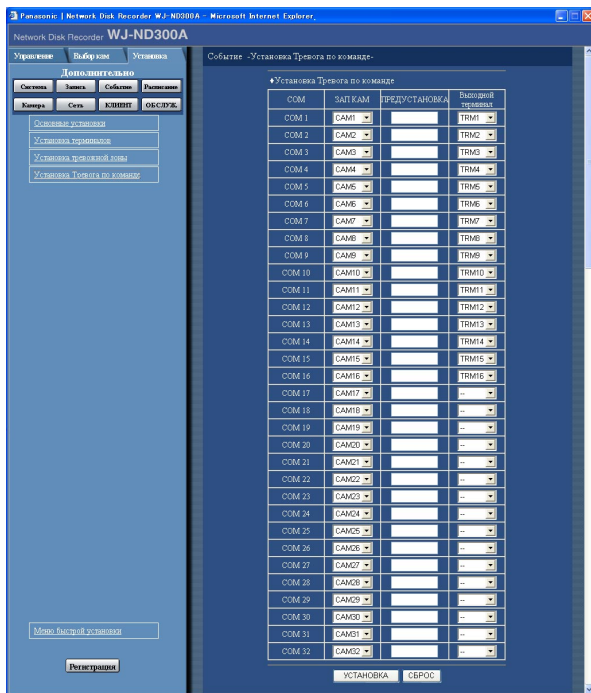 Panasonic | Network Disk Recorder WJ-ND300A - Microsoft Internet Explorer
Network Disk Recorder WJ-ND300A
Управление Выбор кам Установка
Дополнительно
Система Запись Событие Расписание
Камера Сеть КЛИЕНТ ОБСЛУЖ.
Основные установки
Установка терминалов
Установка тревожной зоны
Установка Тревога по команде
Меню быстрой установки
Регистрация
Событие -Установка Тревога по команде-
♦Установка Тревога по команде
COM ЗАП КАМ ПРЕДУСТАНОВКА Выходной терминал
COM 1 CAM1 TRM1
COM 2 CAM2 TRM2
COM 3 CAM3 TRM3
COM 4 CAM4 TRM4
COM 5 CAM5 TRM5
COM 6 CAM6 TRM6
COM 7 CAM7 TRM7
COM 8 CAM8 TRM8
COM 9 CAM9 TRM9
COM 10 CAM10 TRM10
COM 11 CAM11 TRM11
COM 12 CAM12 TRM12
COM 13 CAM13 TRM13
COM 14 CAM14 TRM14
COM 15 CAM15 TRM15
COM 16 CAM16 TRM16
COM 17 CAM17 --
COM 18 CAM18 --
COM 19 CAM19 --
COM 20 CAM20 --
COM 21 CAM21 --
COM 22 CAM22 --
COM 23 CAM23 --
COM 24 CAM24 --
COM 25 CAM25 --
COM 26 CAM26 --
COM 27 CAM27 --
COM 28 CAM28 --
COM 29 CAM29 --
COM 30 CAM30 --
COM 31 CAM31 --
COM 32 CAM32 --
УСТАНОВКА СБРОС